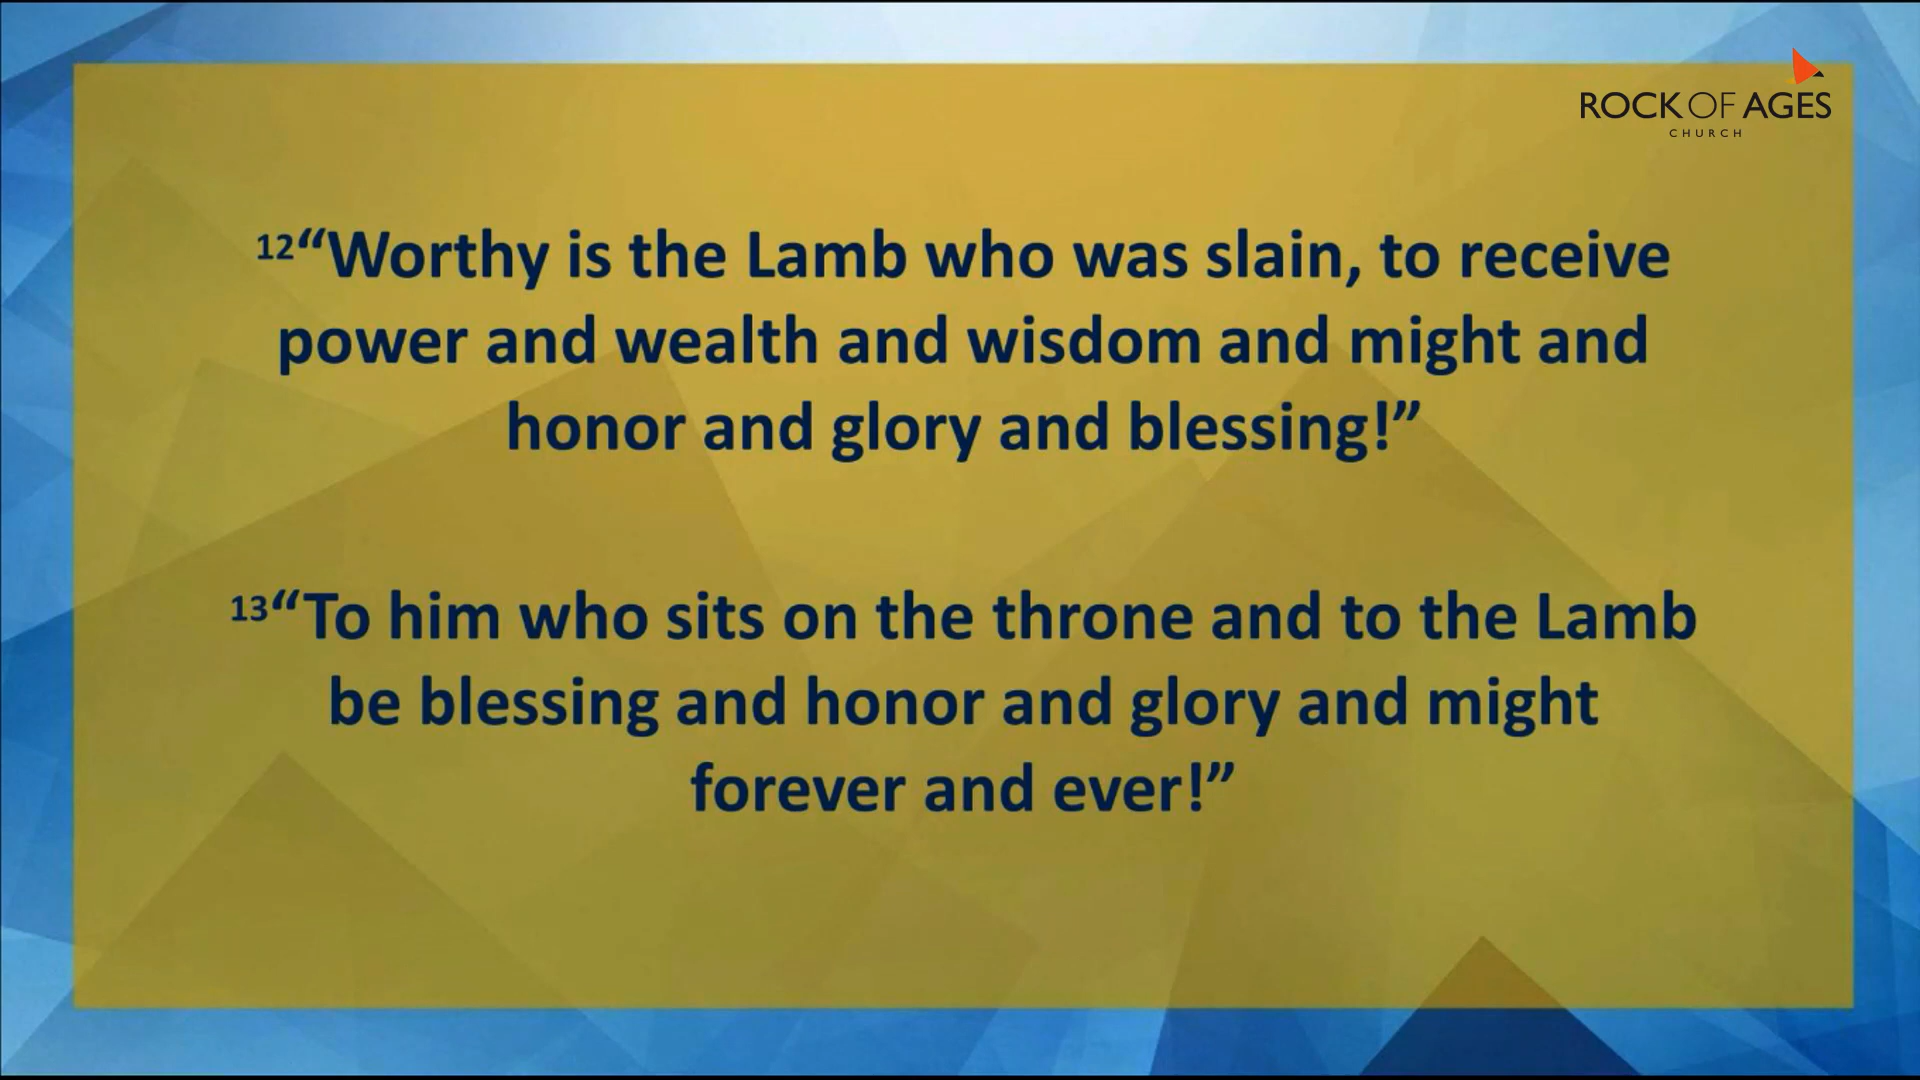 ROCK OF AGES
CHURCH
12“Worthy is the Lamb who was slain, to receive
power and wealth and wisdom and might and
honor and glory and blessing!”
13“To him who sits on the throne and to the Lamb
be blessing and honor and glory and might
forever and ever!”